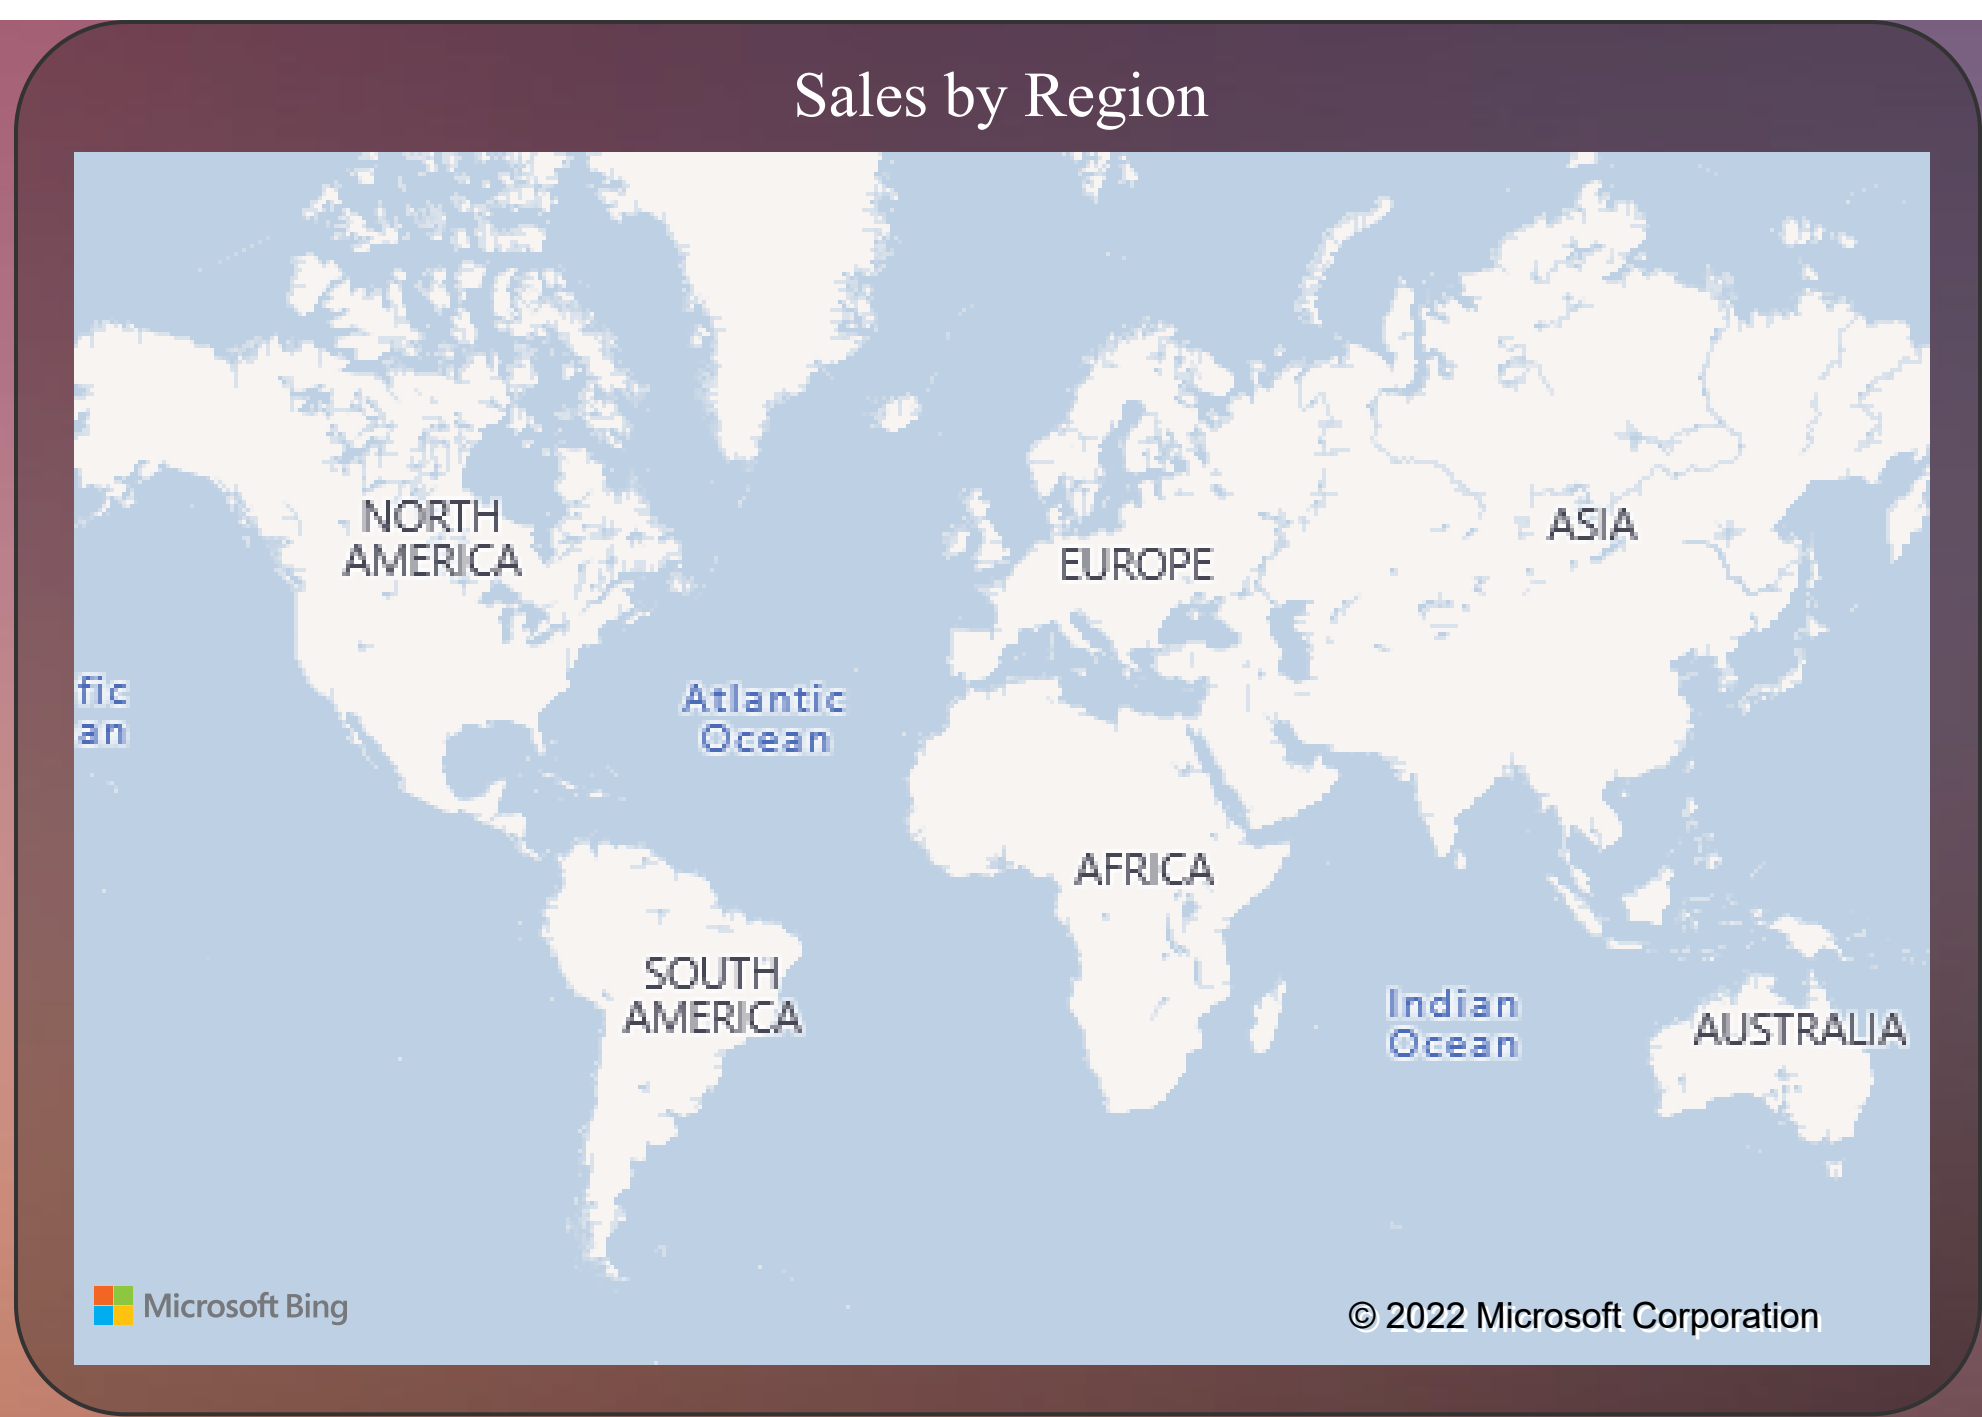 Sales by Region
NORTH
AMERICA
EUROPE
ASIA
fic
an
Atlantic
Ocean
AFRICA
SOUTH
AMERICA
Indian
Ocean
AUSTRALIA
Microsoft Bing
© 2022 Microsoft Corporation